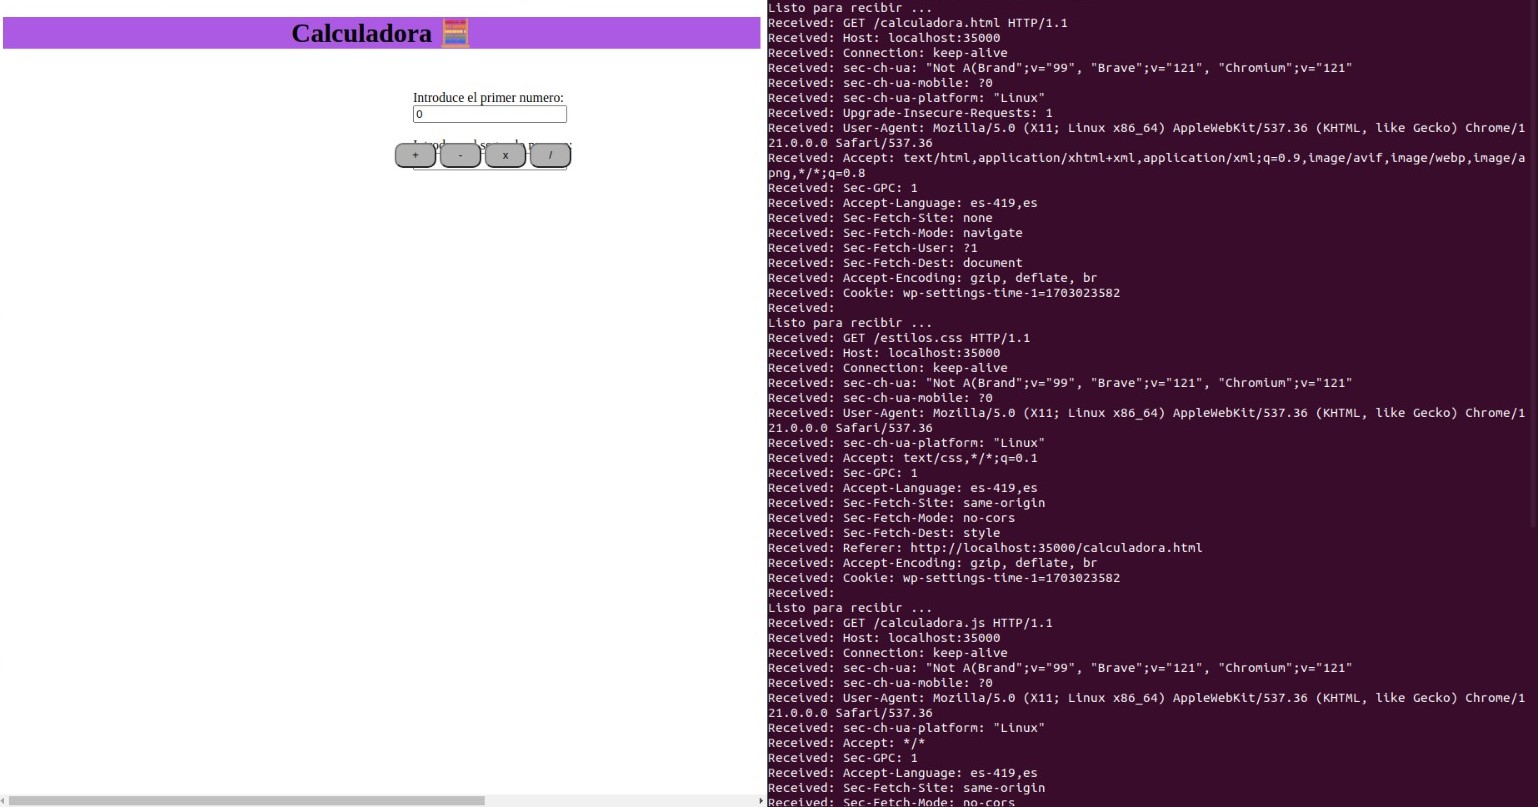 Calculadora 🧮
Introduce el primer numero:
0
+ - x /
Listo para recibir ...
Received: GET /calculadora.html HTTP/1.1
Received: Host: localhost:35000
Received: Connection: keep-alive
Received: sec-ch-ua: "Not A(Brand";v="99", "Brave";v="121", "Chromium";v="121"
Received: sec-ch-ua-mobile: ?0
Received: sec-ch-ua-platform: "Linux"
Received: Upgrade-Insecure-Requests: 1
Received: User-Agent: Mozilla/5.0 (X11; Linux x86_64) AppleWebKit/537.36 (KHTML, like Gecko) Chrome/1
21.0.0.0 Safari/537.36
Received: Accept: text/html,application/xhtml+xml,application/xml;q=0.9,image/avif,image/webp,image/a
png,*/*;q=0.8
Received: Sec-GPC: 1
Received: Accept-Language: es-419,es
Received: Sec-Fetch-Site: none
Received: Sec-Fetch-Mode: navigate
Received: Sec-Fetch-User: ?1
Received: Sec-Fetch-Dest: document
Received: Accept-Encoding: gzip, deflate, br
Received: Cookie: wp-settings-time-1=1703023582
Received:
Listo para recibir ...
Received: GET /estilos.css HTTP/1.1
Received: Host: localhost:35000
Received: Connection: keep-alive
Received: sec-ch-ua: "Not A(Brand";v="99", "Brave";v="121", "Chromium";v="121"
Received: sec-ch-ua-mobile: ?0
Received: User-Agent: Mozilla/5.0 (X11; Linux x86_64) AppleWebKit/537.36 (KHTML, like Gecko) Chrome/1
21.0.0.0 Safari/537.36
Received: sec-ch-ua-platform: "Linux"
Received: Accept: text/css,*/*;q=0.1
Received: Sec-GPC: 1
Received: Accept-Language: es-419,es
Received: Sec-Fetch-Site: same-origin
Received: Sec-Fetch-Mode: no-cors
Received: Sec-Fetch-Dest: style
Received: Referer: http://localhost:35000/calculadora.html
Received: Accept-Encoding: gzip, deflate, br
Received: Cookie: wp-settings-time-1=1703023582
Received:
Listo para recibir ...
Received: GET /calculadora.js HTTP/1.1
Received: Host: localhost:35000
Received: Connection: keep-alive
Received: sec-ch-ua: "Not A(Brand";v="99", "Brave";v="121", "Chromium";v="121"
Received: sec-ch-ua-mobile: ?0
Received: User-Agent: Mozilla/5.0 (X11; Linux x86_64) AppleWebKit/537.36 (KHTML, like Gecko) Chrome/1
21.0.0.0 Safari/537.36
Received: sec-ch-ua-platform: "Linux"
Received: Accept: */*
Received: Sec-GPC: 1
Received: Accept-Language: es-419,es
Received: Sec-Fetch-Site: same-origin
Received: Sec-Fetch-Mode: no-cors